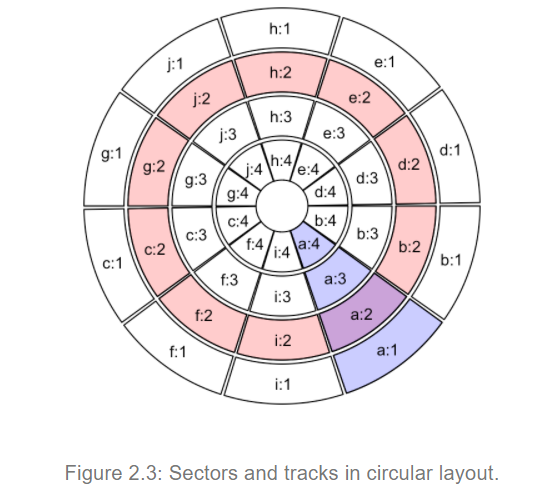 h:1
j:1
e:1
h:2
j:2
e:2
h:3
j:3
e:3
g:1
d:1
g:2
d:2
h:4
j:4
e:4
g:3
d:3
g:4
d:4
c:4
b:4
c:3
b:3
f:4
i:4
a:4
c:2
b:2
c:1
b:1
f:3
a:3
i:3
f:2
a:2
i:2
f:1
a:1
i:1
Figure 2.3: Sectors and tracks in circular layout.